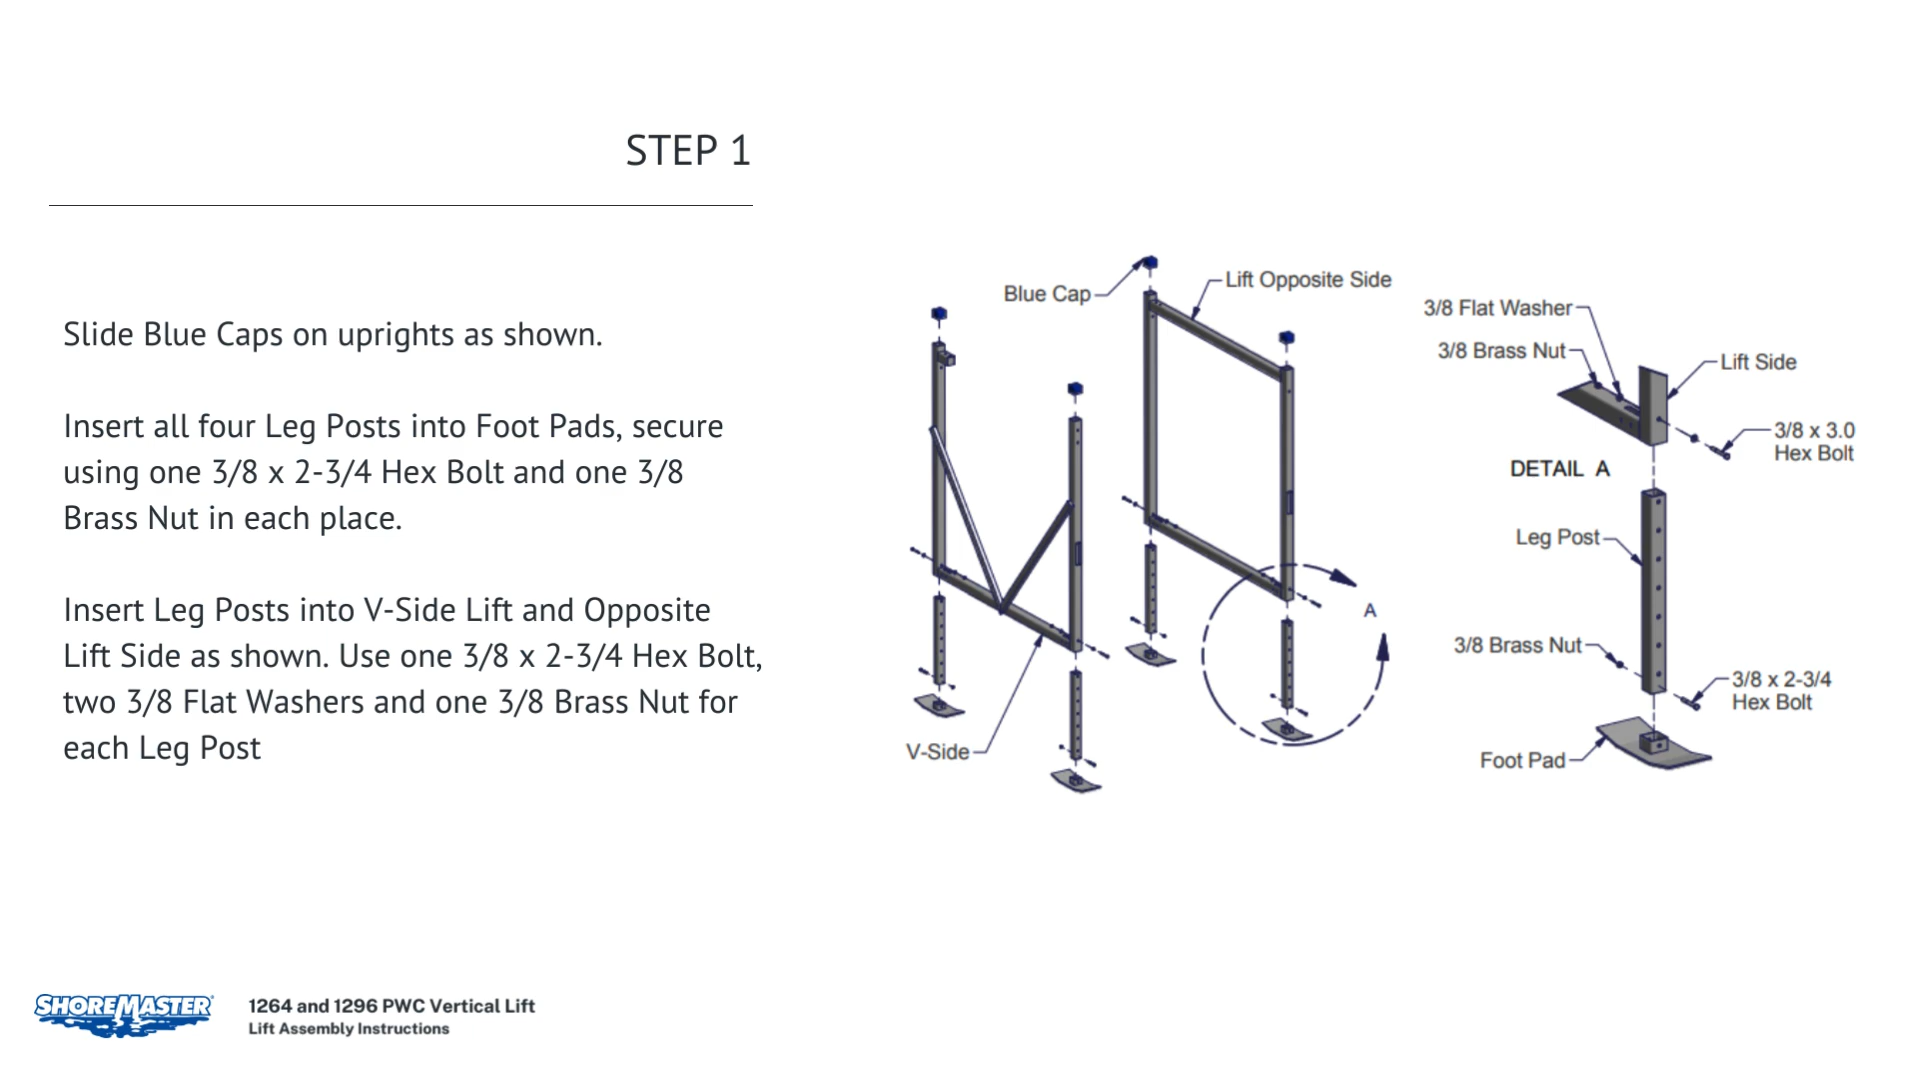 STEP 1
Slide Blue Caps on uprights as shown.
Insert all four Leg Posts into Foot Pads, secure
using one 3/8 x 2-3/4 Hex Bolt and one 3/8
Brass Nut in each place.
Insert Leg Posts into V-Side Lift and Opposite
Lift Side as shown. Use one 3/8 x 2-3/4 Hex Bolt,
two 3/8 Flat Washers and one 3/8 Brass Nut for
each Leg Post
Blue Cap
Lift Opposite Side
V-Side
A
3/8 Flat Washer
3/8 Brass Nut
Lift Side
3/8 x 3.0
Hex Bolt
DETAIL A
Leg Post
3/8 Brass Nut
3/8 x 2-3/4
Hex Bolt
Foot Pad
SHOREMASTER
1264 and 1296 PWC Vertical Lift
Lift Assembly Instructions